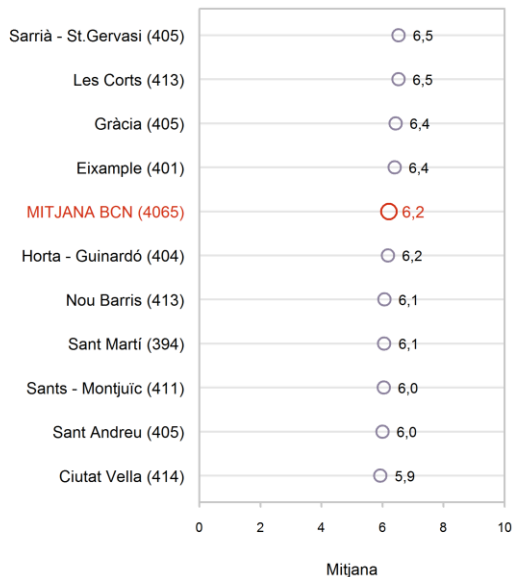 Sarrià - St.Gervasi (405) 6,5
Les Corts (413) 6,5
Gràcia (405) 6,4
Eixample (401) 6,4
MITJANA BCN (4065) 6,2
Horta - Guinardó (404) 6,2
Nou Barris (413) 6,1
Sant Martí (394) 6,1
Sants - Montjuïc (411) 6,0
Sant Andreu (405) 6,0
Ciutat Vella (414) 5,9
0 2 4 6 8 10
Mitjana